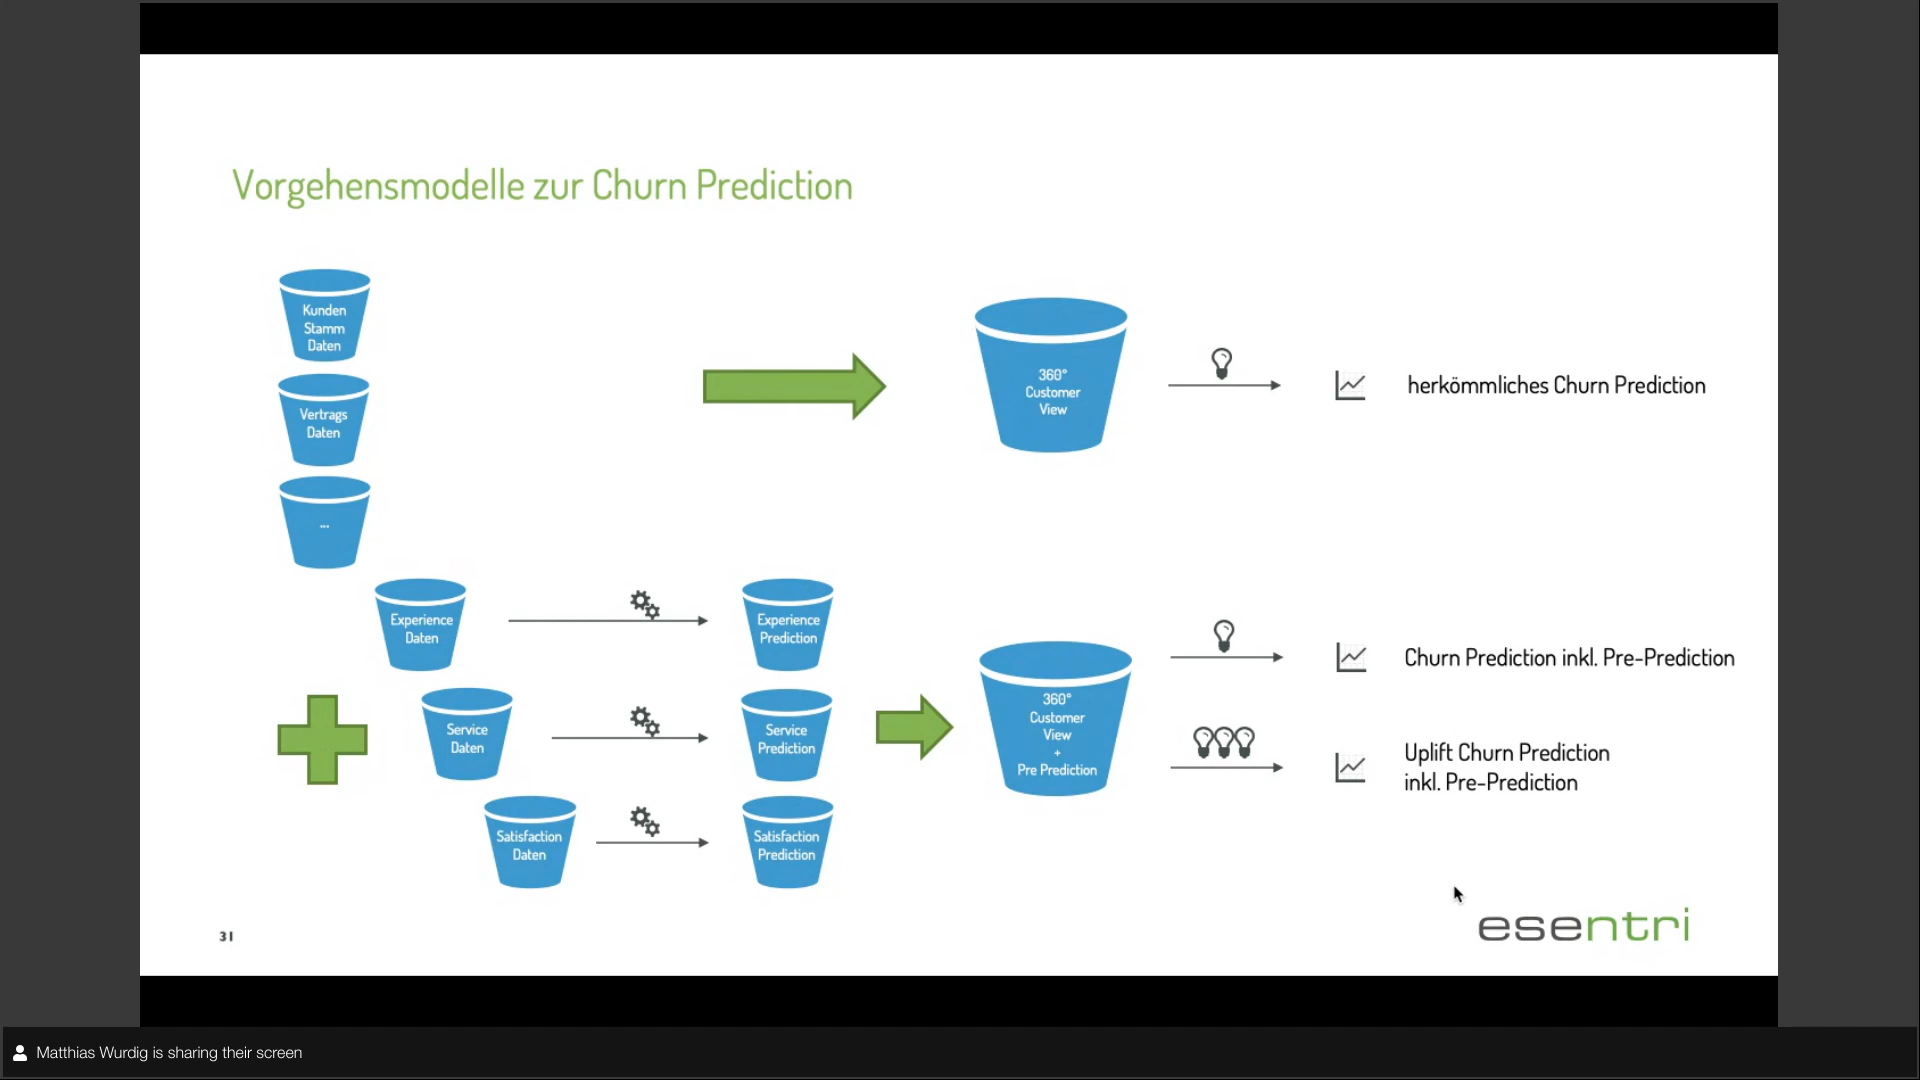 Vorgehensmodelle zur Churn Prediction
Kunden
Stamm
Daten
Vertrags
Daten
...
360°
Customer
View
herkömmliches Churn Prediction
Experience
Daten
Experience
Prediction
Service
Daten
Service
Prediction
Satisfaction
Daten
Satisfaction
Prediction
360°
Customer
View
+
Pre Prediction
Churn Prediction inkl. Pre-Prediction
Uplift Churn Prediction
inkl. Pre-Prediction
31
esentri
Matthias Wurdig is sharing their screen